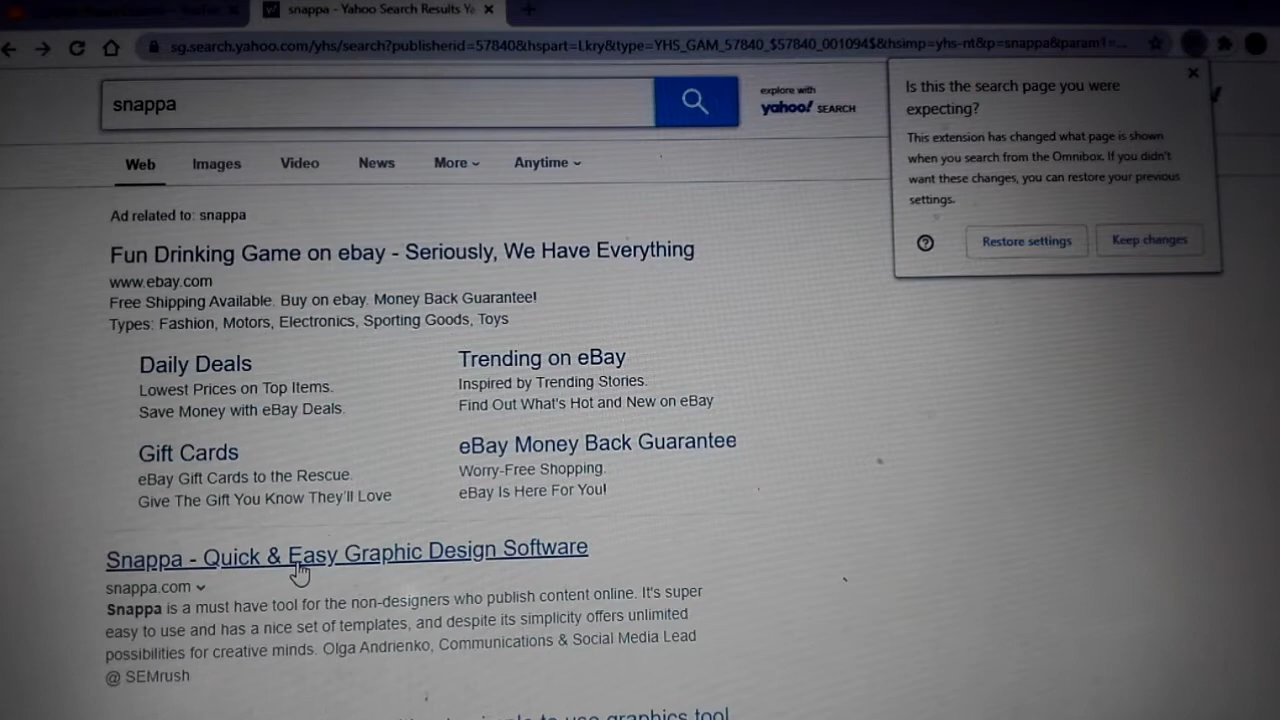 snappa - Yahoo Search Results Ya
sg.search.yahoo.com/yhs/search?publisherid=57840&hspart=Lkry&type=YHS_GAM_57840_$57840_001094$&hsimp=yhs-nt&p=snappa&param1=...
snappa
explore with
yahoo! SEARCH
Web Images Video News More Anytime
Is this the search page you were
expecting?
This extension has changed what page is shown
when you search from the Omnibox. If you didn't
want these changes, you can restore your previous
settings.
Restore settings Keep changes
Ad related to: snappa
Fun Drinking Game on ebay - Seriously, We Have Everything
www.ebay.com
Free Shipping Available. Buy on ebay. Money Back Guarantee!
Types: Fashion, Motors, Electronics, Sporting Goods, Toys
Daily Deals
Lowest Prices on Top Items.
Save Money with eBay Deals.
Trending on eBay
Inspired by Trending Stories.
Find Out What's Hot and New on eBay
Gift Cards
eBay Gift Cards to the Rescue.
Give The Gift You Know They'll Love
eBay Money Back Guarantee
Worry-Free Shopping.
eBay Is Here For You!
Snappa - Quick & Easy Graphic Design Software
snappa.com
Snappa is a must have tool for the non-designers who publish content online. It's super
easy to use and has a nice set of templates, and despite its simplicity offers unlimited
possibilities for creative minds. Olga Andrienko, Communications & Social Media Lead
@ SEMrush
to use graphics tool